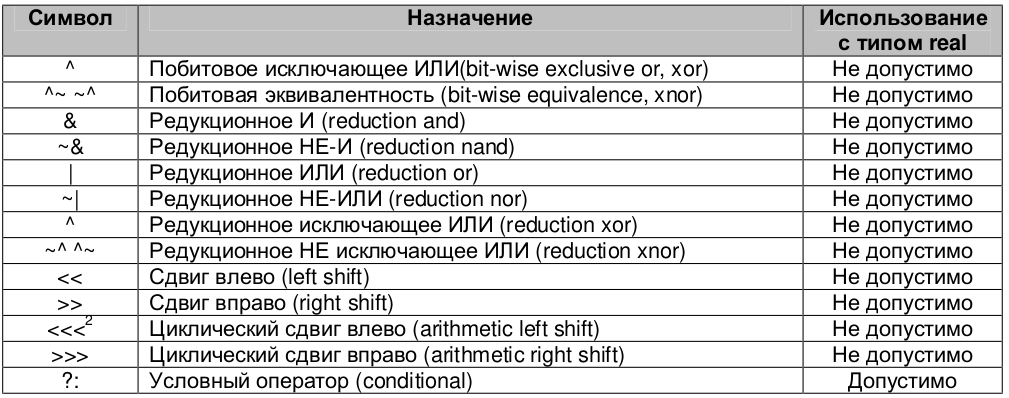 Символ Назначение Использование с типом real
^ Побитовое исключающее ИЛИ(bit-wise exclusive or, xor) Не допустимо
^~ ~^ Побитовая эквивалентность (bit-wise equivalence, xnor) Не допустимо
& Редукционное И (reduction and) Не допустимо
~& Редукционное НЕ-И (reduction nand) Не допустимо
| Редукционное ИЛИ (reduction or) Не допустимо
~| Редукционное НЕ-ИЛИ (reduction nor) Не допустимо
^ Редукционное исключающее ИЛИ (reduction xor) Не допустимо
~^ ^~ Редукционное НЕ исключающее ИЛИ (reduction xnor) Не допустимо
<< Сдвиг влево (left shift) Не допустимо
>> Сдвиг вправо (right shift) Не допустимо
<<<2 Циклический сдвиг влево (arithmetic left shift) Не допустимо
>>> Циклический сдвиг вправо (arithmetic right shift) Не допустимо
?: Условный оператор (conditional) Допустимо